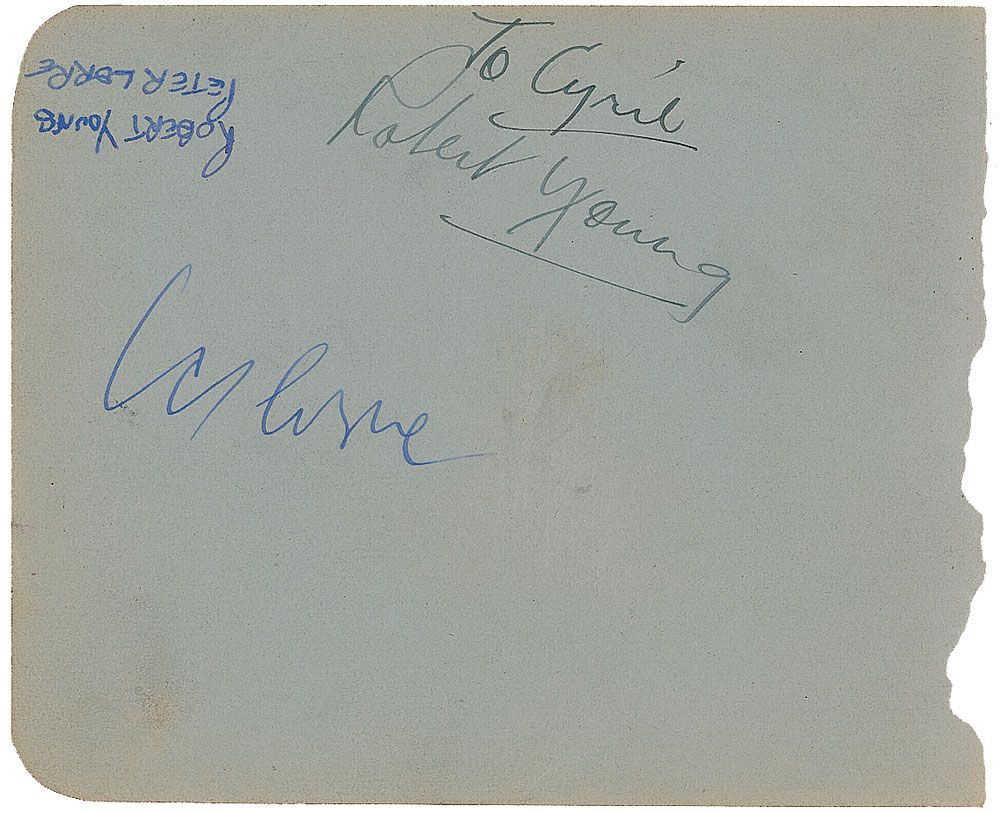 To Cyril
Robert Young
ROBERT YOUNG
PETER LORRE